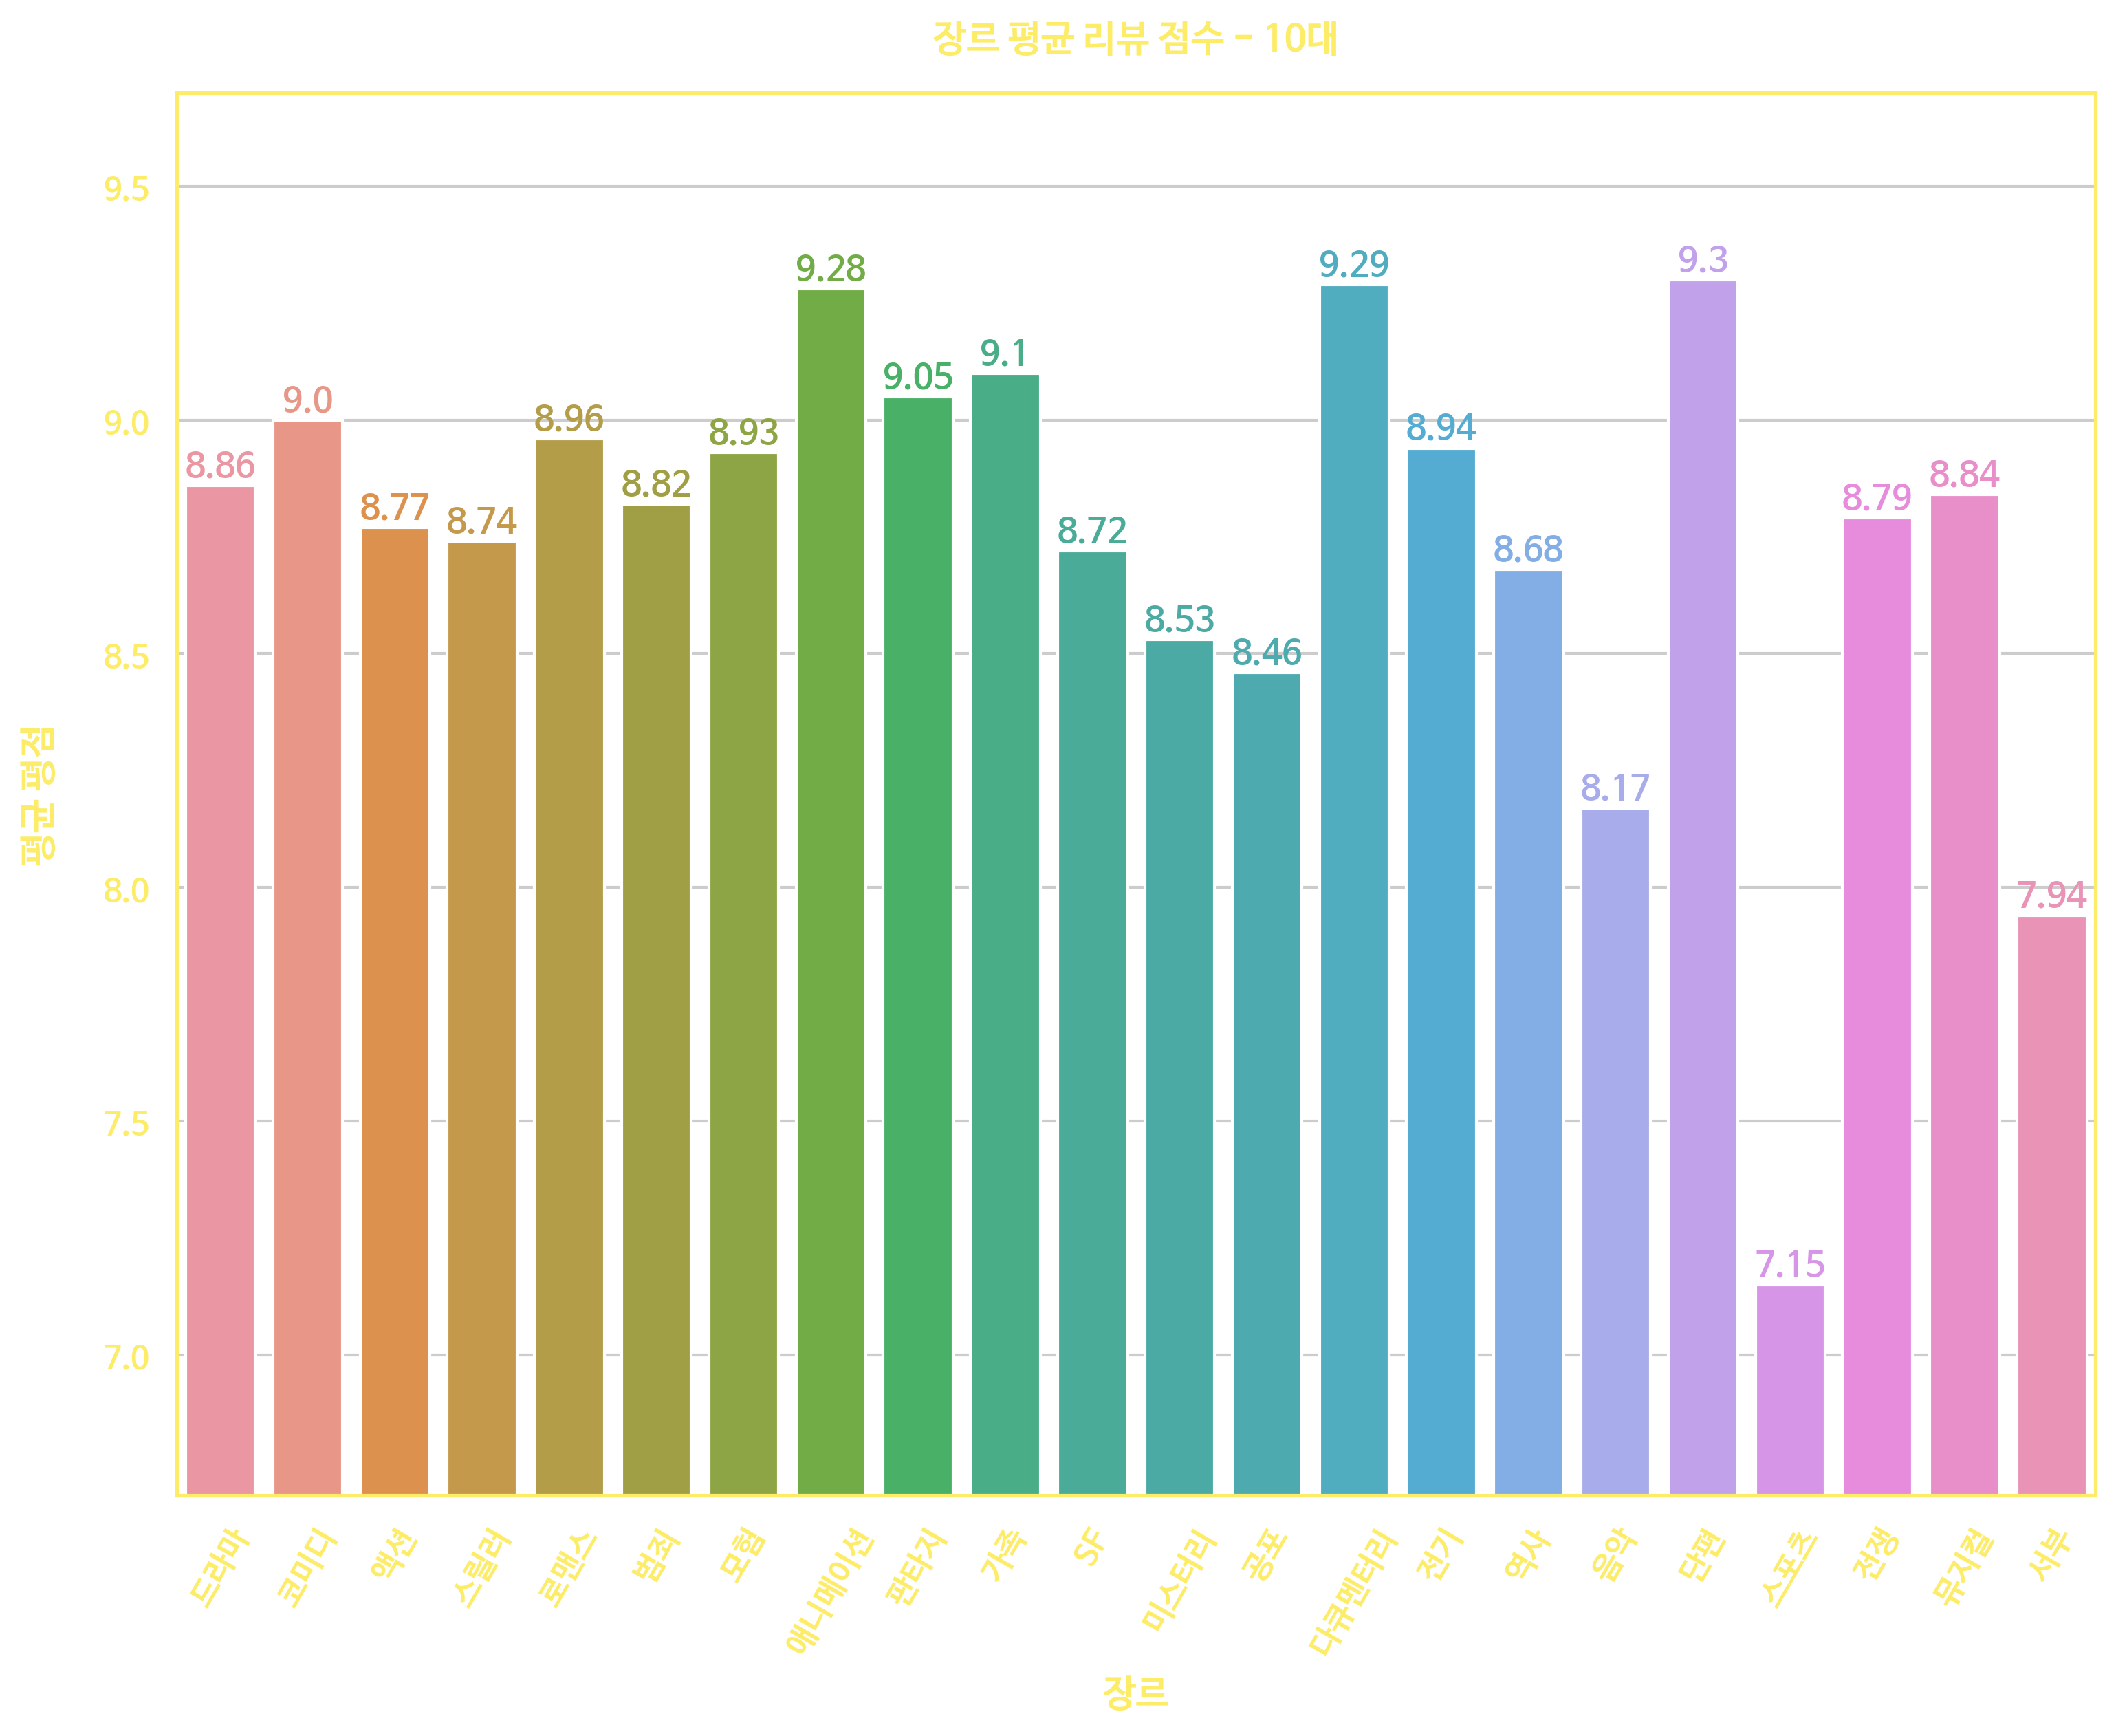 장르 평균 리뷰 점수 - 10대
평균 평점
9.5
9.0
8.5
8.0
7.5
7.0
8.86
9.0
8.77
8.74
8.96
8.82
8.93
9.28
9.05
9.1
8.72
8.53
8.46
9.29
8.94
8.68
8.17
9.3
7.15
8.79
8.84
7.94
드라마
코미디
액션
스릴러
로맨스
범죄
모험
애니메이션
판타지
가족
SF
미스터리
공포
다큐멘터리
전기
역사
음악
단편
스포츠
전쟁
뮤지컬
서부
장르